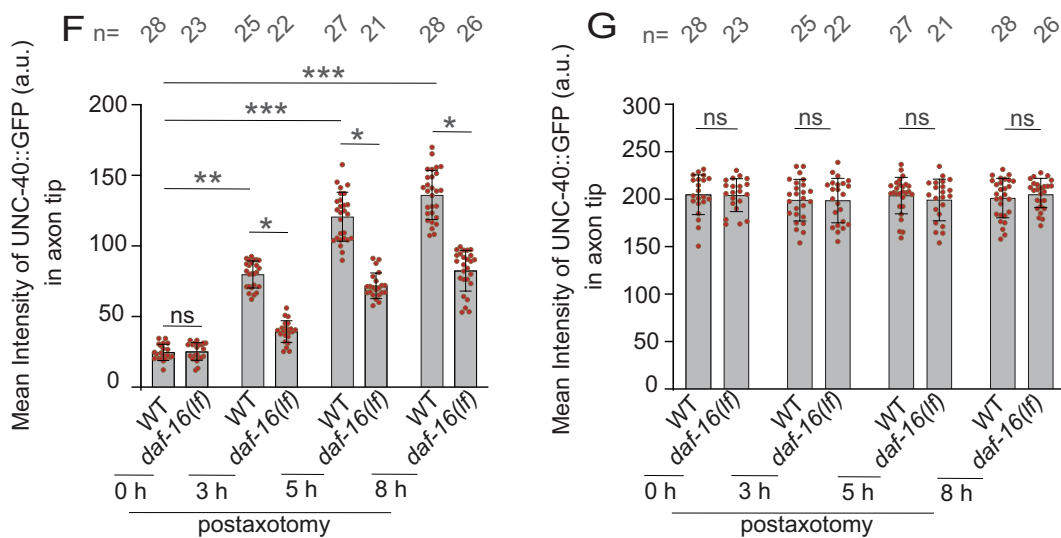 F n= 28 23 25 22 27 21 28 26
Mean Intensity of UNC-40::GFP (a.u.)
in axon tip
200
150
100
50
0
***
***
**
*
*
*
ns
WT daf-16(lf) WT daf-16(lf) WT daf-16(lf) WT daf-16(lf)
0 h 3 h 5 h 8 h
postaxotomy
G n= 28 23 25 22 27 21 28 26
Mean Intensity of UNC-40::GFP (a.u.)
in axon tip
300
250
200
150
100
50
0
ns ns ns ns
WT daf-16(lf) WT daf-16(lf) WT daf-16(lf) WT daf-16(lf)
0 h 3 h 5 h 8 h
postaxotomy